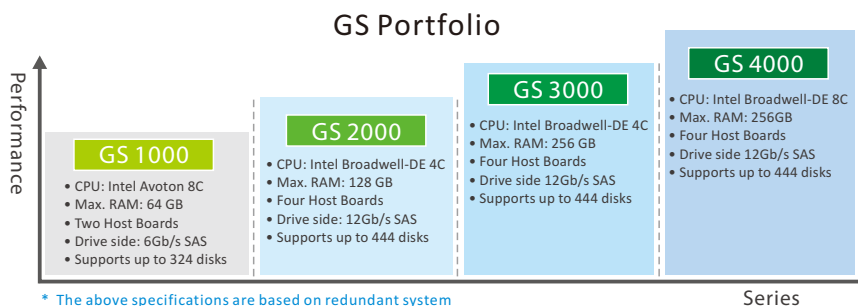 GS Portfolio
Performance
GS 1000
• CPU: Intel Avoton 8C
• Max. RAM: 64 GB
• Two Host Boards
• Drive side: 6Gb/s SAS
• Supports up to 324 disks
GS 2000
• CPU: Intel Broadwell-DE 4C
• Max. RAM: 128 GB
• Four Host Boards
• Drive side: 12Gb/s SAS
• Supports up to 444 disks
GS 3000
• CPU: Intel Broadwell-DE 4C
• Max. RAM: 256 GB
• Four Host Boards
• Drive side 12Gb/s SAS
• Supports up to 444 disks
GS 4000
• CPU: Intel Broadwell-DE 8C
• Max. RAM: 256GB
• Four Host Boards
• Drive side 12Gb/s SAS
• Supports up to 444 disks
* The above specifications are based on redundant system
Series